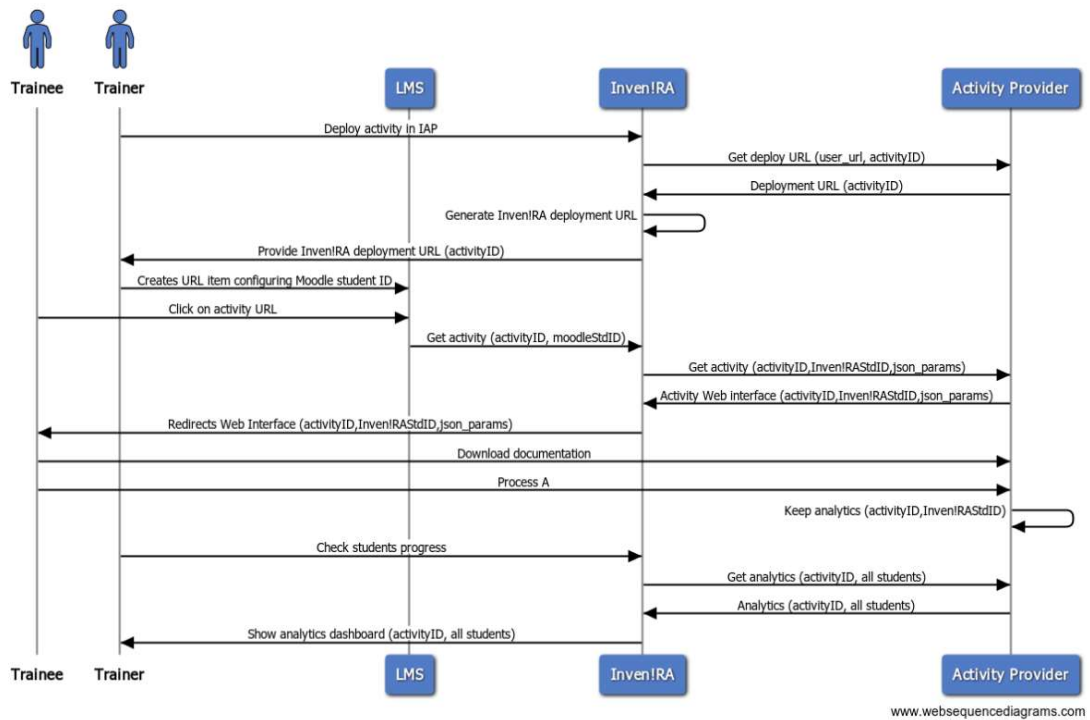 Trainee Trainer LMS Inven!RA Activity Provider
Deploy activity in IAP
Get deploy URL (user_url, activityID)
Deployment URL (activityID)
Generate Inven!RA deployment URL
Provide Inven!RA deployment URL (activityID)
Creates URL item configuring Moodle student ID
Click on activity URL
Get activity (activityID, moodleStdID)
Get activity (activityID,Inven!RAStdID,json_params)
Activity Web interface (activityID,Inven!RAStdID,json_params)
Redirects Web Interface (activityID,Inven!RAStdID,json_params)
Download documentation
Process A
Keep analytics (activityID,Inven!RAStdID)
Check students progress
Get analytics (activityID, all students)
Analytics (activityID, all students)
Show analytics dashboard (activityID, all students)
Trainee Trainer LMS Inven!RA Activity Provider
www.websequencediagrams.com